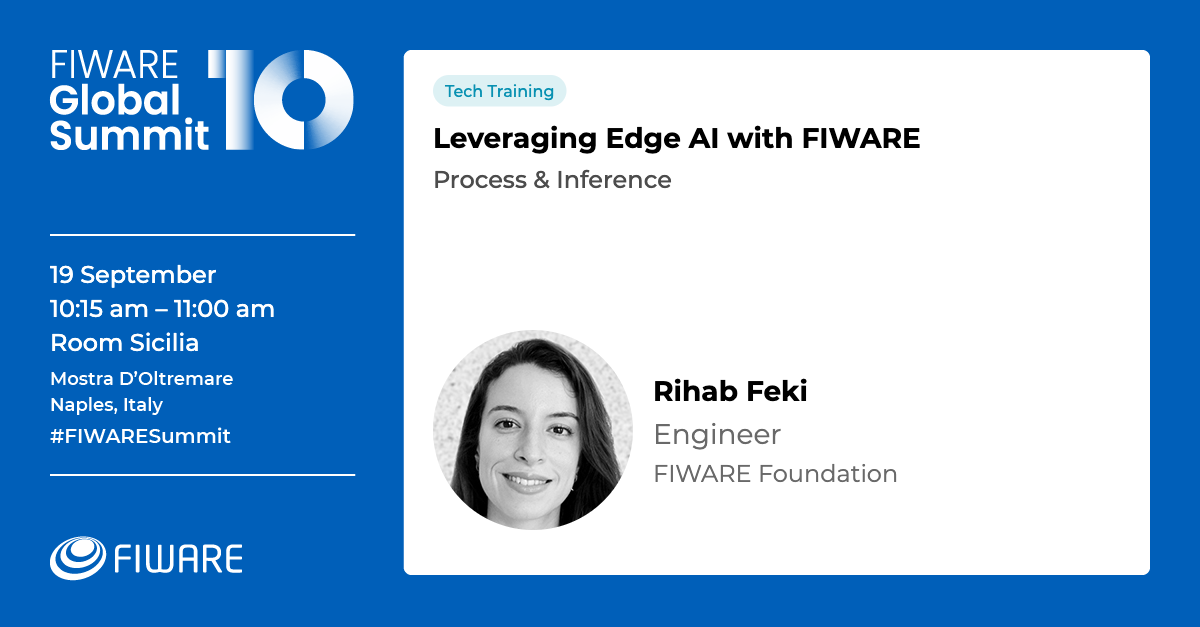 FIWARE
Global
Summit
10
19 September
10:15 am – 11:00 am
Room Sicilia
Mostra D’Oltremare
Naples, Italy
#FIWARESummit
FIWARE
Tech Training
Leveraging Edge AI with FIWARE
Process & Inference
Rihab Feki
Engineer
FIWARE Foundation